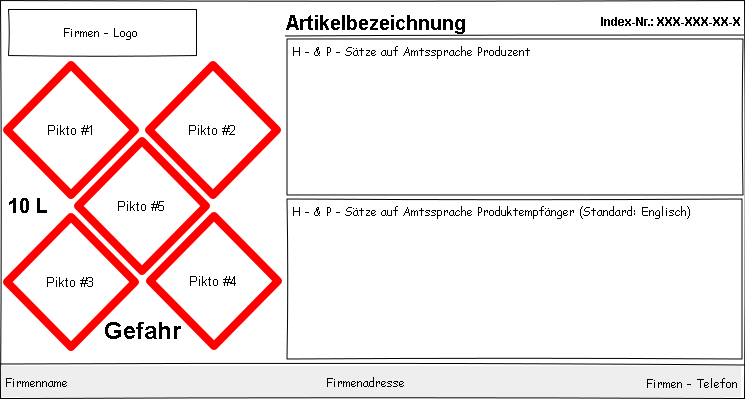 Firmen - Logo
Artikelbezeichnung
Index-Nr.: XXX-XXX-XX-X
H - & P - Sätze auf Amtssprache Produzent
Pikto #1
Pikto #2
Pikto #5
10 L
H - & P - Sätze auf Amtssprache Produktempfänger (Standard: Englisch)
Pikto #3
Pikto #4
Gefahr
Firmenname
Firmenadresse
Firmen - Telefon